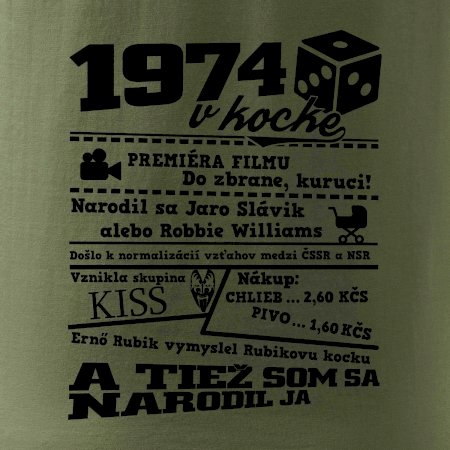 1974
v kocke
PREMIÉRA FILMU
Do zbrane, kuruci!
Narodil sa Jaro Slávik
alebo Robbie Williams
Došlo k normalizácií vzťahov medzi ČSSR a NSR
Vznikla skupina
KISS
Nákup:
CHLIEB ... 2,60 KČS
PIVO ... 1,60 KČS
Ernő Rubik vymyslel Rubikovu kocku
A TIEŽ SOM SA
NARODIL JA